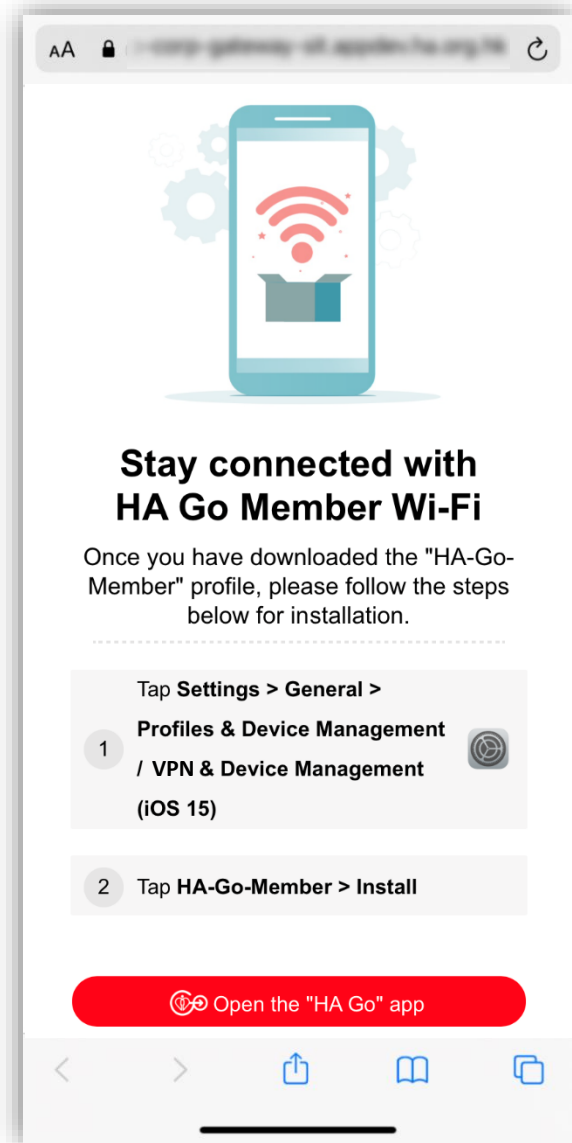 AA
Stay connected with
HA Go Member Wi-Fi
Once you have downloaded the "HA-Go-
Member" profile, please follow the steps
below for installation.
1
Tap Settings > General >
Profiles & Device Management
/ VPN & Device Management
(iOS 15)
2 Tap HA-Go-Member > Install
Open the "HA Go" app